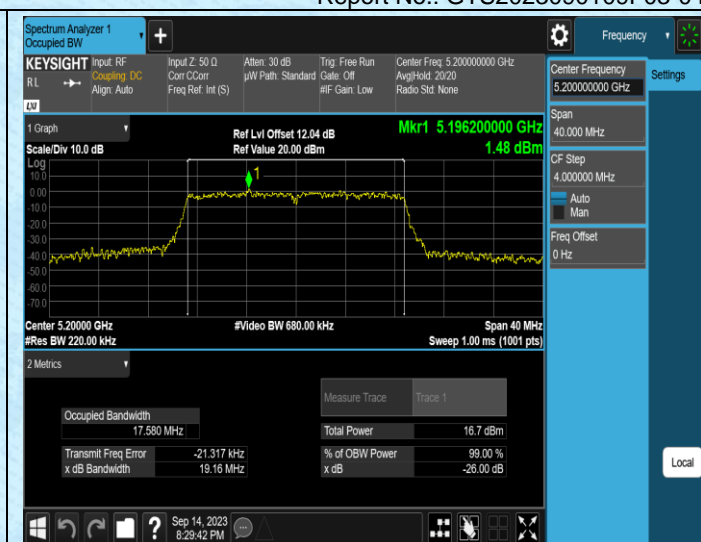 Spectrum Analyzer 1
Occupied BW
Frequency
KEYSIGHT
RL
LXI
Input: RF
Coupling: DC
Align: Auto
Input Z: 50 Ω
Corr CCorr
Freq Ref: Int (S)
Atten: 30 dB
µW Path: Standard
Trig: Free Run
Gate: Off
#IF Gain: Low
Center Freq: 5.200000000 GHz
Avg|Hold: 20/20
Radio Std: None
Center Frequency
5.200000000 GHz
Settings
Span
40.000 MHz
CF Step
4.000000 MHz
Auto
Man
Freq Offset
0 Hz
Local
1 Graph
Scale/Div 10.0 dB
Ref Lvl Offset 12.04 dB
Ref Value 20.00 dBm
Mkr1 5.196200000 GHz
1.48 dBm
Log
10.0
0.00
-10.0
-20.0
-30.0
-40.0
-50.0
-60.0
-70.0
1
Center 5.20000 GHz
#Res BW 220.00 kHz
#Video BW 680.00 kHz
Span 40 MHz
Sweep 1.00 ms (1001 pts)
2 Metrics
Measure Trace Trace 1
Occupied Bandwidth
17.580 MHz
Total Power 16.7 dBm
Transmit Freq Error -21.317 kHz
% of OBW Power 99.00 %
x dB Bandwidth 19.16 MHz
x dB -26.00 dB
?
Sep 14, 2023
8:29:42 PM